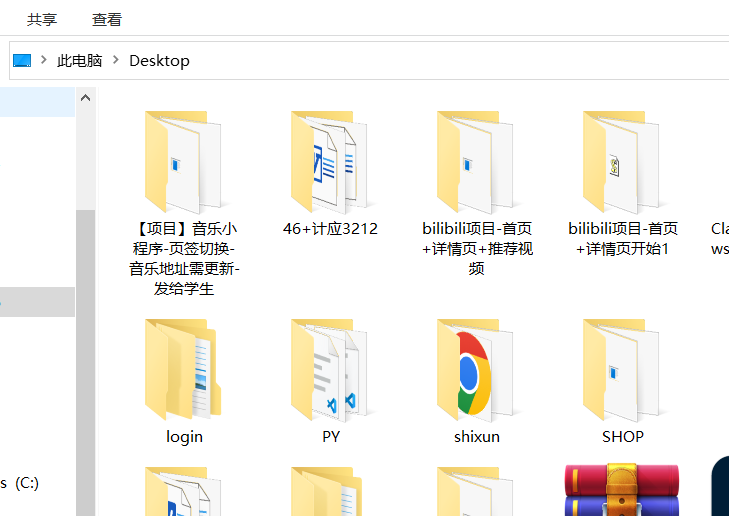 共享 查看
此电脑 > Desktop
【项目】音乐小
程序-页签切换-
音乐地址需更新-
发给学生
46+计应3212
bilibili项目-首页
+详情页+推荐视
频
bilibili项目-首页
+详情页开始1
Cla
ws
login
PY
shixun
SHOP
s (C:)